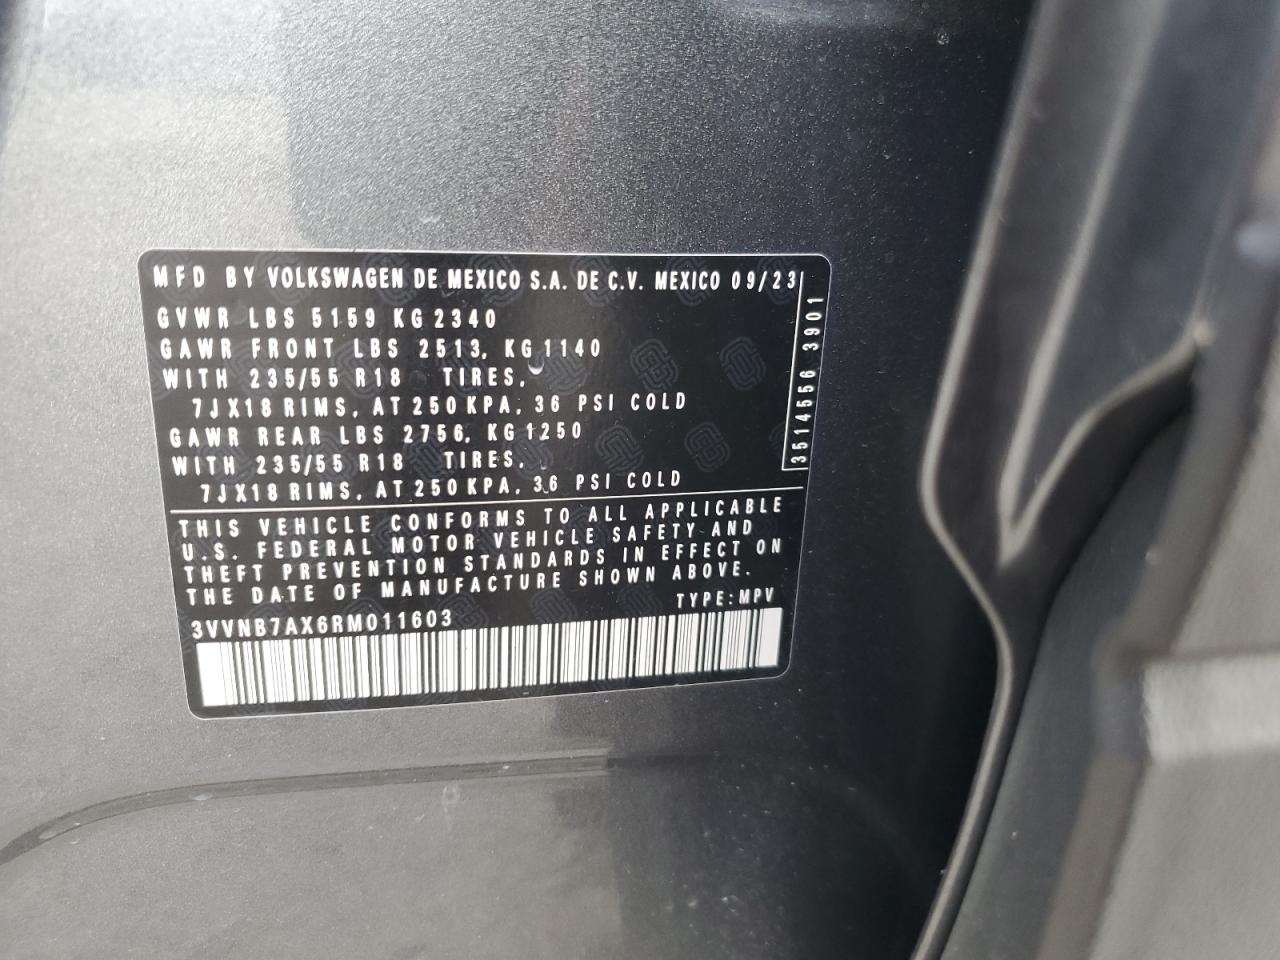 MFD BY VOLKSWAGEN DE MEXICO S.A. DE C.V. MEXICO 09/23
GVWR LBS 5159 KG 2340
GAWR FRONT LBS 2513, KG 1140
WITH 235/55 R18 TIRES,
7JX18 RIMS, AT 250 KPA, 36 PSI COLD
GAWR REAR LBS 2756, KG 1250
WITH 235/55 R18 TIRES,
7JX18 RIMS, AT 250 KPA, 36 PSI COLD
3514556 3901
THIS VEHICLE CONFORMS TO ALL APPLICABLE
U.S. FEDERAL MOTOR VEHICLE SAFETY AND
THEFT PREVENTION STANDARDS IN EFFECT ON
THE DATE OF MANUFACTURE SHOWN ABOVE.
TYPE: MPV
3VVNB7AX6RM011603